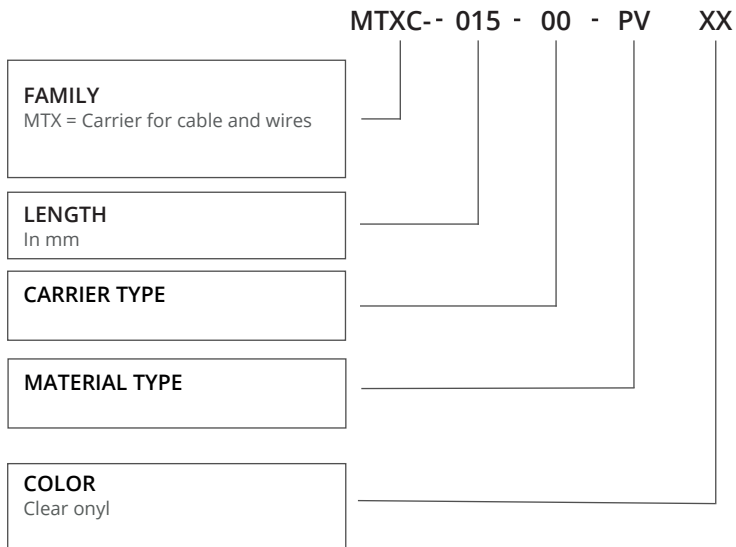 MTXC- - 015 - 00 - PV XX
FAMILY
MTX = Carrier for cable and wires
LENGTH
In mm
CARRIER TYPE
MATERIAL TYPE
COLOR
Clear onyl